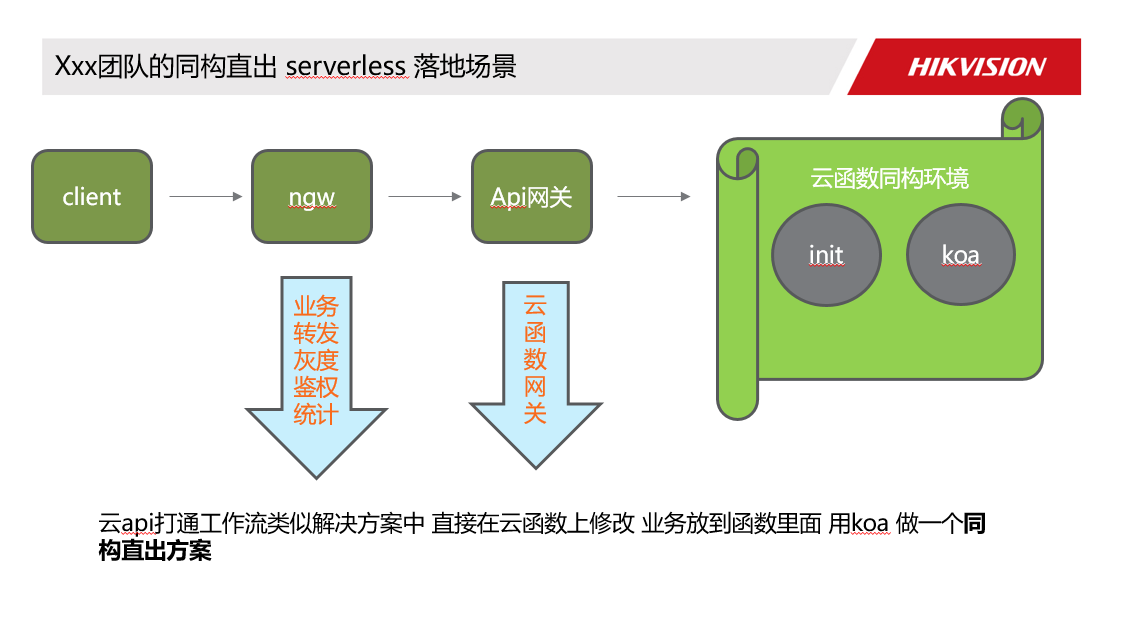 Xxx团队的同构直出 serverless 落地场景
HIKVISION
client
ngw
Api网关
云函数同构环境
init
koa
业务
转发
灰度
鉴权
统计
云
函
数
网
关
云api打通工作流类似解决方案中 直接在云函数上修改 业务放到函数里面 用koa 做一个同
构直出方案